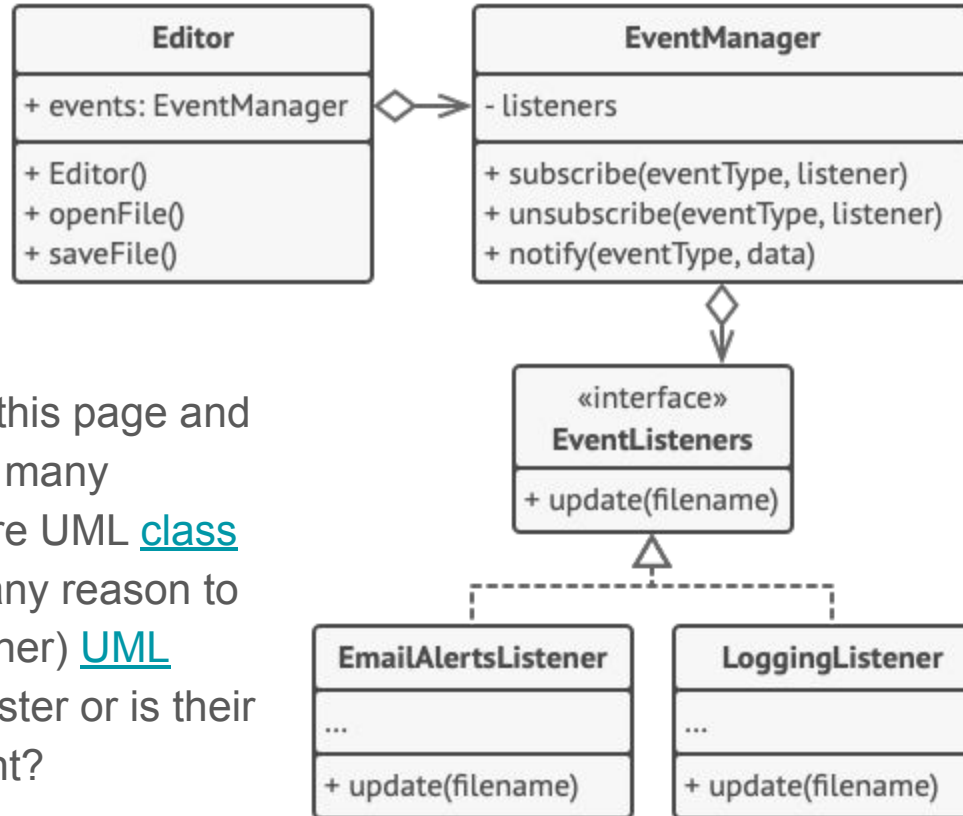 Editor
+ events: EventManager
+ Editor()
+ openFile()
+ saveFile()
EventManager
- listeners
+ subscribe(eventType, listener)
+ unsubscribe(eventType, listener)
+ notify(eventType, data)
«interface»
EventListeners
+ update(filename)
EmailAlertsListener
...
+ update(filename)
LoggingListener
...
+ update(filename)
this page and
many
re UML class
any reason to
ner) UML
ster or is their
nt?